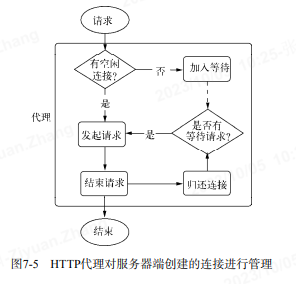 请求
有空闲
连接?
否
加入等待
代理
是
发起请求
是
是否有
等待请求?
结束请求
归还连接
结束
图7-5 HTTP代理对服务器端创建的连接进行管理